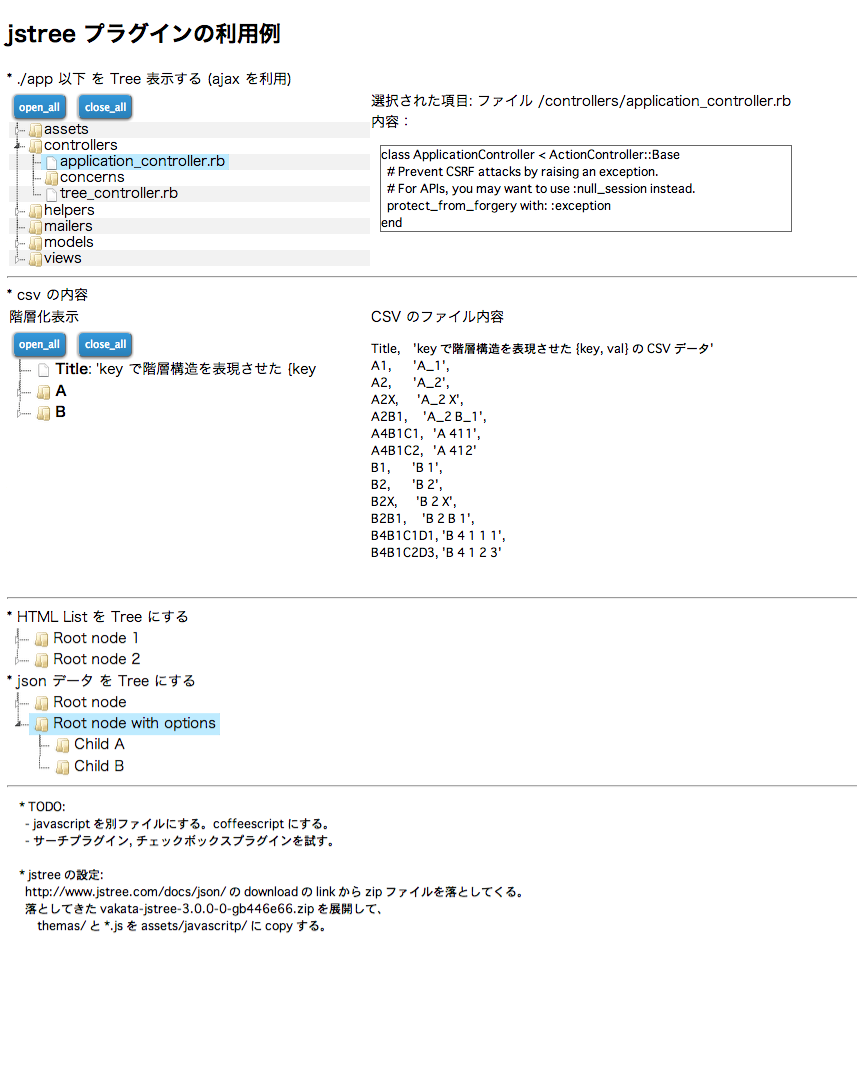 jstree プラグインの利用例
* ./app 以下 を Tree 表示する (ajax を利用)
open_all close_all
assets
controllers
application_controller.rb
concerns
tree_controller.rb
helpers
mailers
models
views
選択された項目: ファイル /controllers/application_controller.rb
内容：
class ApplicationController < ActionController::Base
# Prevent CSRF attacks by raising an exception.
# For APIs, you may want to use :null_session instead.
protect_from_forgery with: :exception
end
* csv の内容
階層化表示
open_all close_all
Title: 'key で階層構造を表現させた {key
A
B
CSV のファイル内容
Title, 'key で階層構造を表現させた {key, val} の CSV データ'
A1, 'A_1',
A2, 'A_2',
A2X, 'A_2 X',
A2B1, 'A_2 B_1',
A4B1C1, 'A 411',
A4B1C2, 'A 412'
B1, 'B 1',
B2, 'B 2',
B2X, 'B 2 X',
B2B1, 'B 2 B 1',
B4B1C1D1, 'B 4 1 1 1',
B4B1C2D3, 'B 4 1 2 3'
* HTML List を Tree にする
Root node 1
Root node 2
* json データ を Tree にする
Root node
Root node with options
Child A
Child B
* TODO:
- javascript を別ファイルにする。coffeescript にする。
- サーチプラグイン, チェックボックスプラグインを試す。
* jstree の設定:
http://www.jstree.com/docs/json/ の download の link から zip ファイルを落としてくる。
落としてきた vakata-jstree-3.0.0-0-gb446e66.zip を展開して、
themas/ と *.js を assets/javascritp/ に copy する。